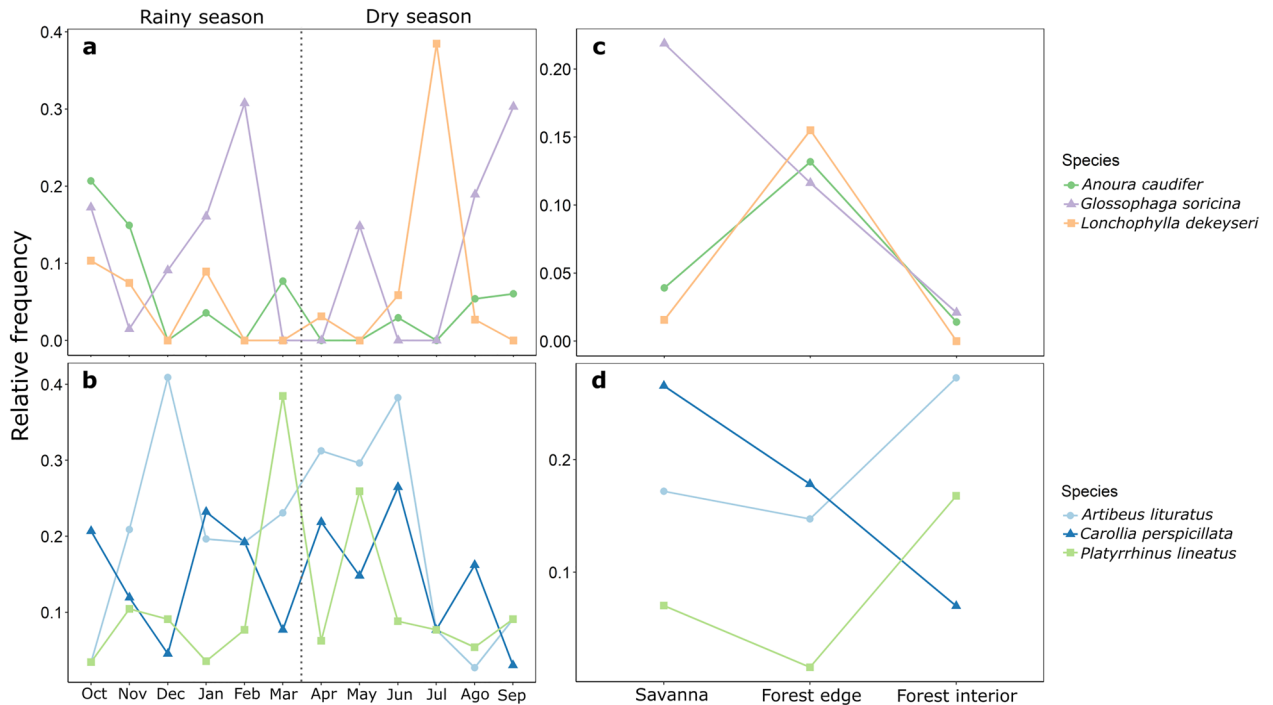 Rainy season Dry season
a
0.4
0.3
0.2
0.1
0.0
c
0.20
0.15
0.10
0.05
0.00
Species
Anoura caudifer
Glossophaga soricina
Lonchophylla dekeyseri
Relative frequency
b
0.4
0.3
0.2
0.1
Oct Nov Dec Jan Feb Mar Apr May Jun Jul Ago Sep
d
0.2
0.1
Savanna Forest edge Forest interior
Species
Artibeus lituratus
Carollia perspicillata
Platyrrhinus lineatus